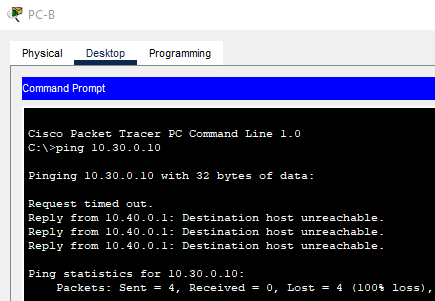 PC-B
Physical Desktop Programming
Command Prompt
Cisco Packet Tracer PC Command Line 1.0
C:\>ping 10.30.0.10
Pinging 10.30.0.10 with 32 bytes of data:
Request timed out.
Reply from 10.40.0.1: Destination host unreachable.
Reply from 10.40.0.1: Destination host unreachable.
Reply from 10.40.0.1: Destination host unreachable.
Ping statistics for 10.30.0.10:
Packets: Sent = 4, Received = 0, Lost = 4 (100% loss),